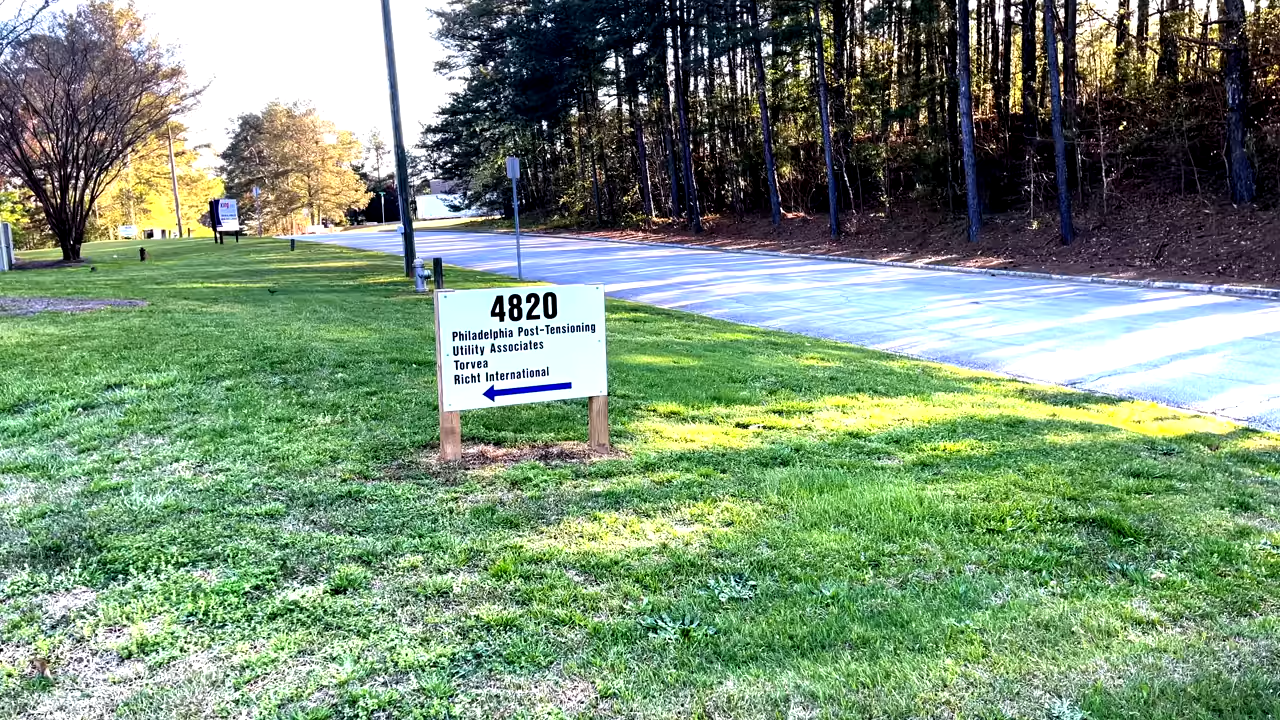 4820
Philadelphia Post-Tensioning
Utility Associates
Torvea
Richt International